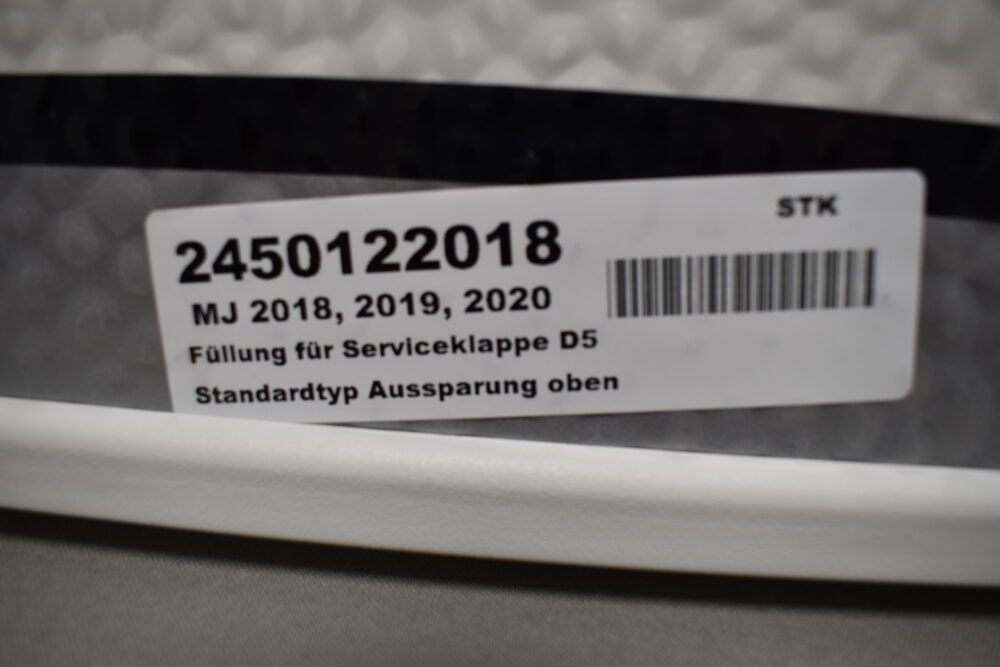 STK
2450122018
MJ 2018, 2019, 2020
Füllung für Serviceklappe D5
Standardtyp Aussparung oben